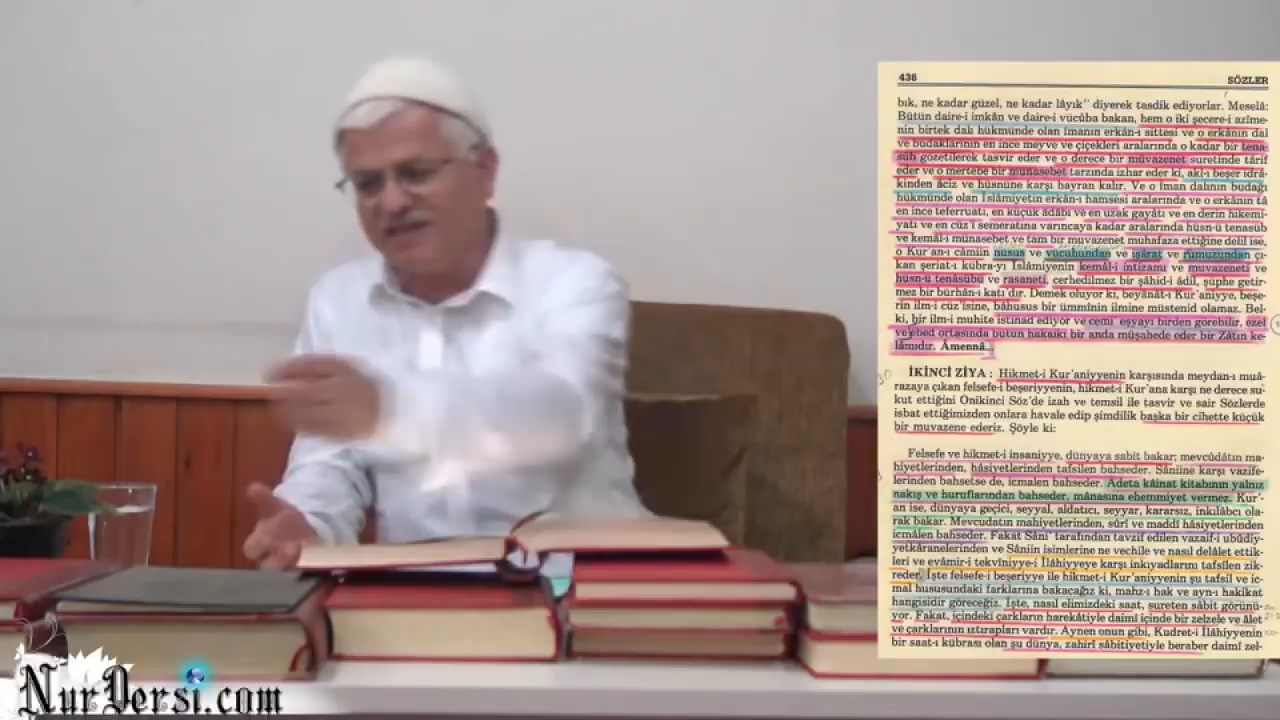 436 SÖZLER
bık, ne kadar güzel, ne kadar lâyık" diyerek tasdik ediyorlar. Meselâ:
Bütün daire-i imkân ve daire-i vücûba bakan, hem o iki şecere-i azîme-
nin birtek dalı hükmünde olan îmanın erkân-ı sittesi ve o erkânın dal
ve budaklarının en ince meyve ve çiçekleri aralarında o kadar bir tena-
süb gözetilerek tasvir eder ve o derece bir müvazenet suretinde târif
eder ve o mertebe bir münasebet tarzında izhar eder ki, akl-ı beşer idrâ-
kinden âciz ve hüsnüne karşı hayran kalır. Ve o îman dalının budağı
hükmünde olan İslâmiyetin erkân-ı hamsesi aralarında ve o erkânın tâ
en ince teferruatı, en küçük âdâbı ve en uzak gayâtı ve en derin hikemi-
yatı ve en cüz'î semeratına varıncaya kadar aralarında hüsn-ü tenasüb
ve kemâl-i münasebet ve tam bir muvazenet muhafaza ettiğine delil ise,
o Kur'an-ı câmiin nusus ve vücuhundan ve işârat ve rümuzundan çı-
kan şeriat-ı kübra-yı İslâmiyenin kemâl-i intizamı ve muvazeneti ve
hüsn-ü tenasübü ve rasaneti, cerhedilmez bir şâhid-i âdil, şüphe getir-
mez bir bürhân-ı katı'dır. Demek oluyor ki, beyânât-ı Kur'aniyye, beşe-
rin ilm-i cüz'îsine, bâhusus bir ümmînin ilmine müstenid olamaz. Bel-
ki, bir ilm-i muhite istinad ediyor ve cemi' eşyayı birden görebilir, ezel
ve ebed ortasında bütün hakaiki bir anda müşahede eder bir Zâtın ke-
lâmıdır. Âmennâ..
İKİNCİ ZİYA : Hikmet-i Kur'aniyyenin karşısında meydan-ı muâ-
razaya çıkan felsefe-i beşeriyyenin, hikmet-i Kur'ana karşı ne derece su-
kut ettiğini Onikinci Söz'de izah ve temsil ile tasvir ve sair Sözlerde
isbat ettiğimizden onlara havale edip şimdilik başka bir cihette küçük
bir muvazene ederiz. Şöyle ki:
Felsefe ve hikmet-i insaniyye, dünyaya sabit bakar; mevcûdâtın ma-
hiyetlerinden, hâsiyetlerinden tafsilen bahseder. Sâniine karşı vazife-
lerinden bahsetse de, icmalen bahseder. Âdeta kâinat kitabının yalnız
nakış ve huruflarından bahseder, mânasına ehemmiyet vermez. Kur'-
an ise, dünyaya geçici, seyyal, aldatıcı, seyyar, kararsız, inkılâbcı ola-
rak bakar. Mevcudatın mahiyetlerinden, sûrî ve maddî hâsiyetlerinden
icmâlen bahseder. Fakat Sâni' tarafından tavzif edilen vazaif-i ubûdiy-
yetkâranelerinden ve Sâniin isimlerine ne vechile ve nasıl delâlet ettik-
leri ve evâmir-i tekvîniyye-i İlâhiyyeye karşı inkıyadlarını tafsîlen zik-
reder. İşte felsefe-i beşeriyye ile hikmet-i Kur'aniyyenin şu tafsil ve ic-
mal hususundaki farklarına bakacağız ki, mahz-ı hak ve ayn-ı hakikat
hangisidir göreceğiz. İşte, nasıl elimizdeki saat, sureten sâbit görünü-
yor. Fakat, içindeki çarkların harekâtiyle daimî içinde bir zelzele ve âlet
ve çarklarının ıztırapları vardır. Aynen onun gibi, Kudret-i İlâhiyyenin
bir saat-ı kübrası olan şu dünya, zahirî sâbitiyetiyle beraber daimî zel-
NurDersi.com